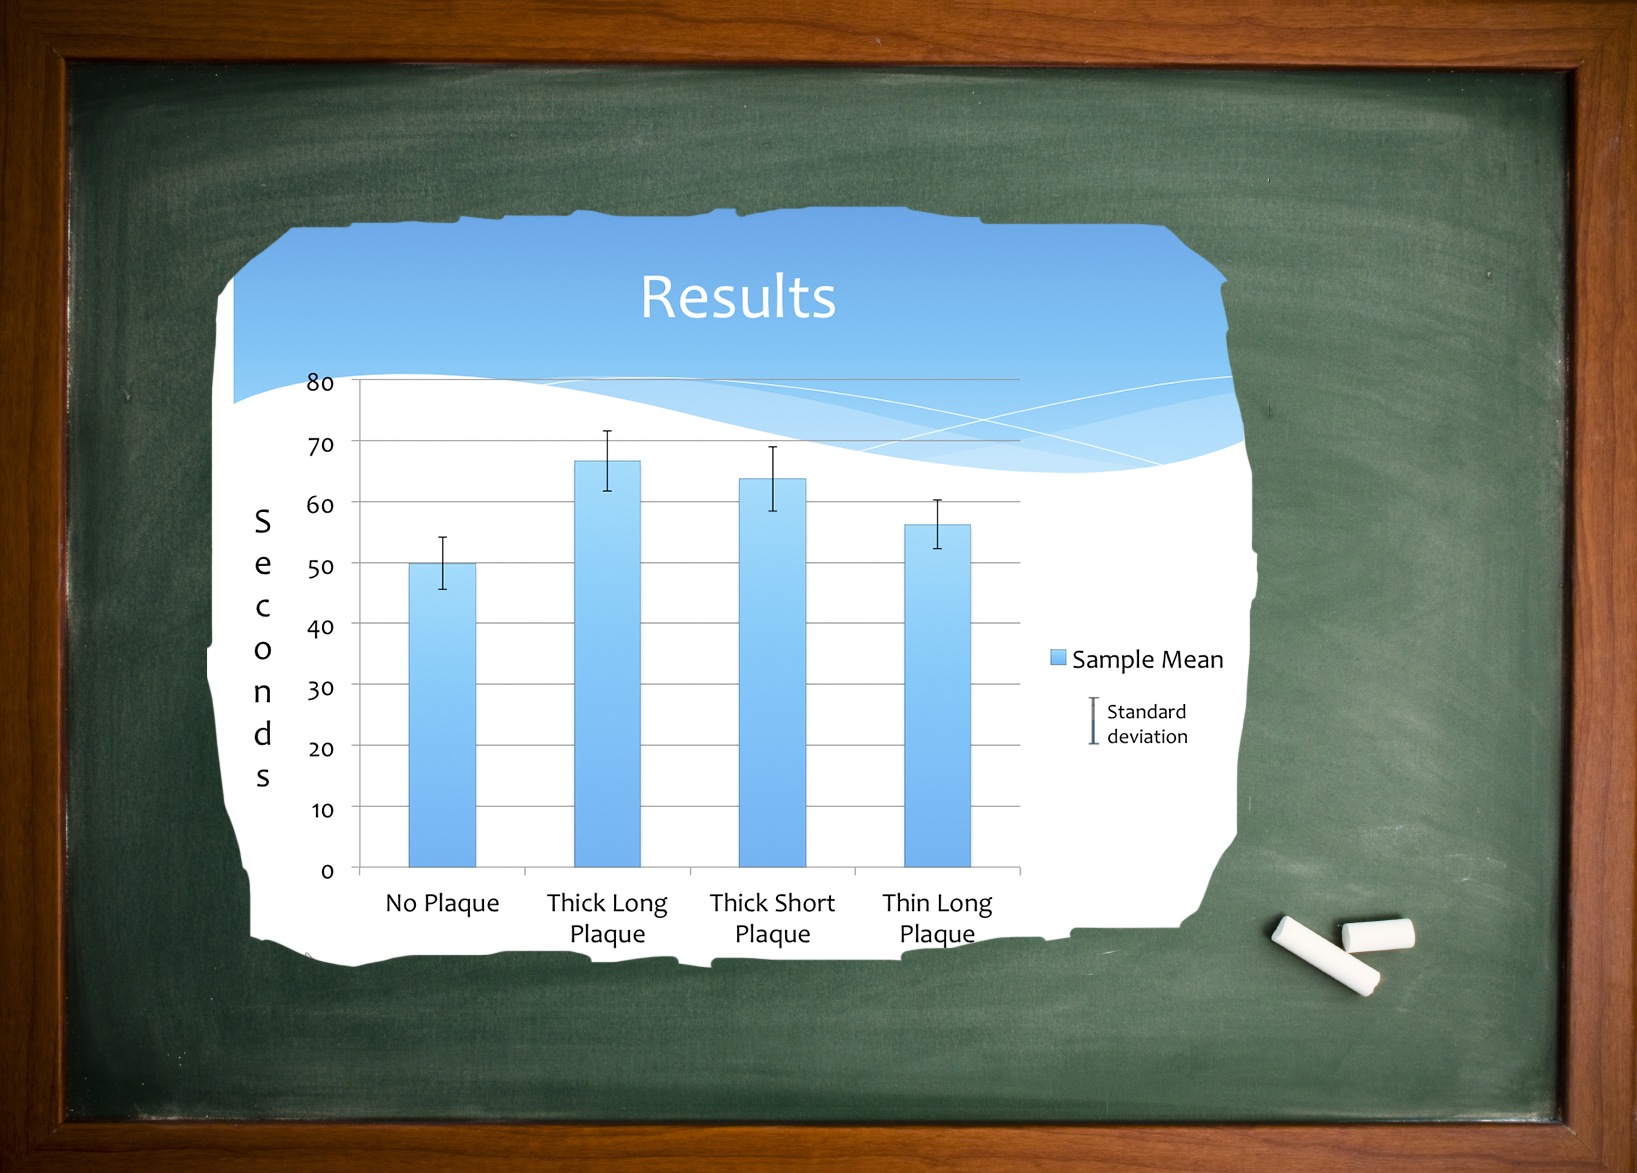 Results
80
70
60
50
40
30
20
10
0
Seconds
No Plaque
Thick Long
Plaque
Thick Short
Plaque
Thin Long
Plaque
Sample Mean
Standard
deviation